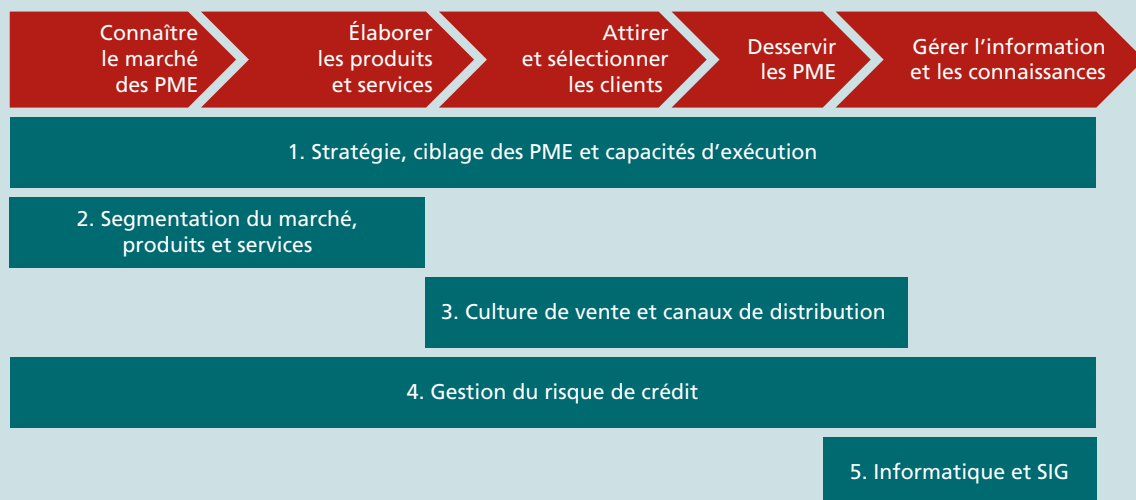 Connaître
le marché
des PME
Élaborer
les produits
et services
Attirer
et sélectionner
les clients
Desservir
les PME
Gérer l’information
et les connaissances
1. Stratégie, ciblage des PME et capacités d’exécution
2. Segmentation du marché,
produits et services
3. Culture de vente et canaux de distribution
4. Gestion du risque de crédit
5. Informatique et SIG